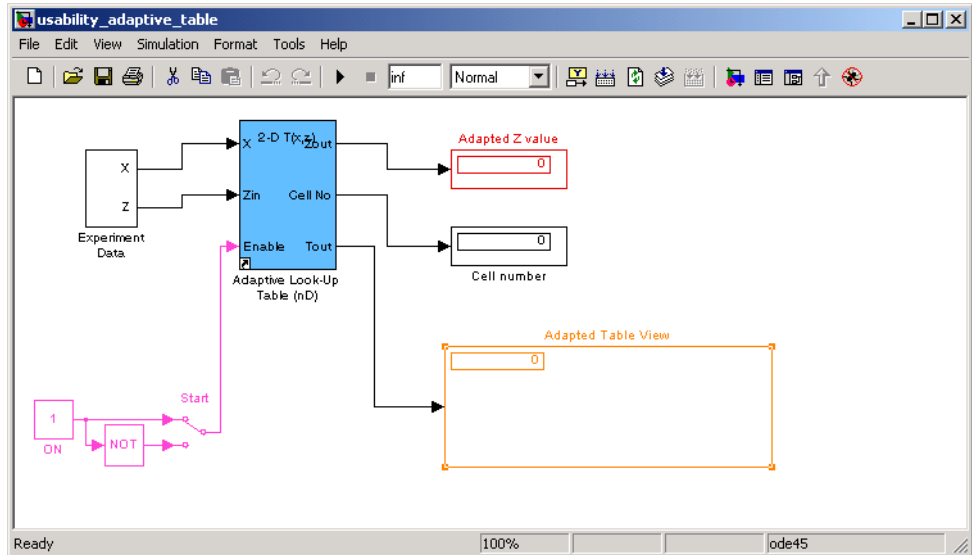 usability_adaptive_table
File Edit View Simulation Format Tools Help
inf Normal
2-D T(x,z)
X Zout
Zin Cell No
Enable Tout
Adaptive Look-Up
Table (nD)
X
Z
Experiment
Data
Adapted Z value
0
0
Cell number
Adapted Table View
0
Start
1
ON
NOT
Ready 100% ode45